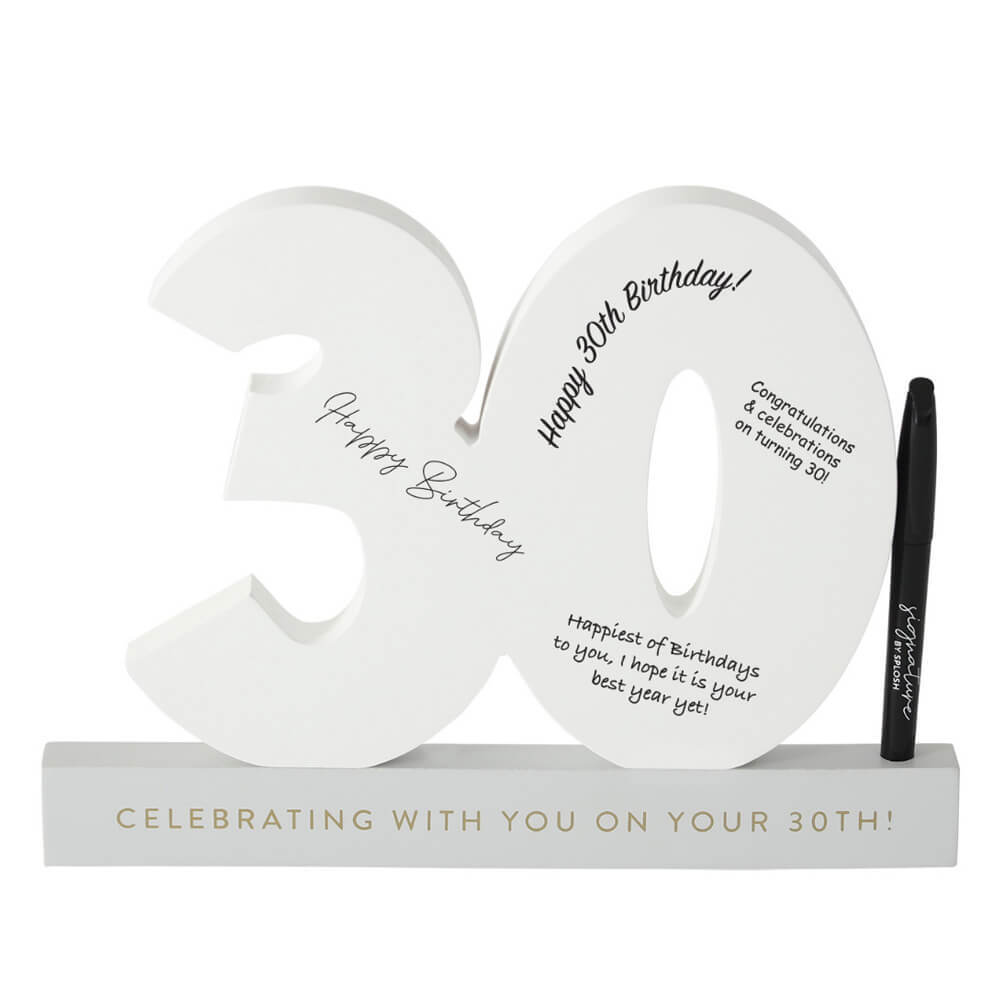 30
Happy Birthday
Happy 30th Birthday!
Congratulations
& celebrations
on turning 30!
Happiest of Birthdays
to you, I hope it is your
best year yet!
signature
BY SPLOSH
CELEBRATING WITH YOU ON YOUR 30TH!